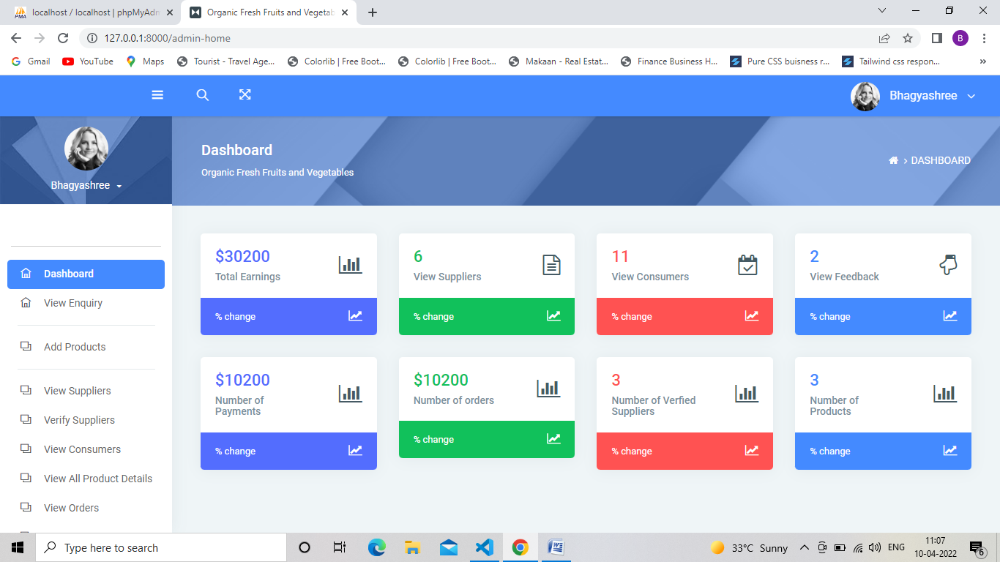 PMA localhost / localhost | phpMyAdm
Organic Fresh Fruits and Vegetab
127.0.0.1:8000/admin-home
B
Gmail
YouTube
Maps
Tourist - Travel Age...
Colorlib | Free Boot...
Colorlib | Free Boot...
Makaan - Real Estat...
Finance Business H...
Pure CSS buisness r...
Tailwind css respon...
»
Bhagyashree
Bhagyashree
Dashboard
Organic Fresh Fruits and Vegetables
> DASHBOARD
Dashboard
View Enquiry
Add Products
View Suppliers
Verify Suppliers
View Consumers
View All Product Details
View Orders
$30200
Total Earnings
% change
6
View Suppliers
% change
11
View Consumers
% change
2
View Feedback
% change
$10200
Number of
Payments
% change
$10200
Number of orders
% change
3
Number of Verfied
Suppliers
% change
3
Number of
Products
% change
Type here to search
W
33°C Sunny
ENG
11:07
10-04-2022
6